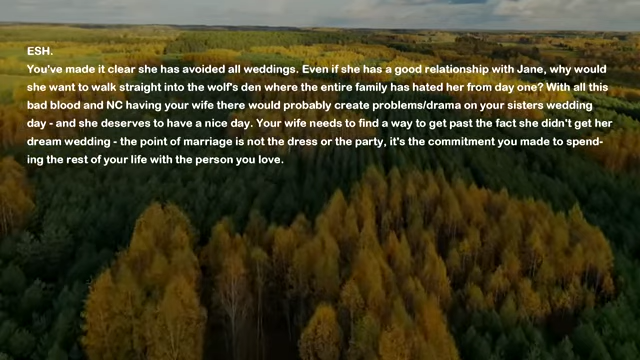 ESH.
You've made it clear she has avoided all weddings. Even if she has a good relationship with Jane, why would
she want to walk straight into the wolf's den where the entire family has hated her from day one? With all this
bad blood and NC having your wife there would probably create problems/drama on your sisters wedding
day - and she deserves to have a nice day. Your wife needs to find a way to get past the fact she didn't get her
dream wedding - the point of marriage is not the dress or the party, it's the commitment you made to spend-
ing the rest of your life with the person you love.